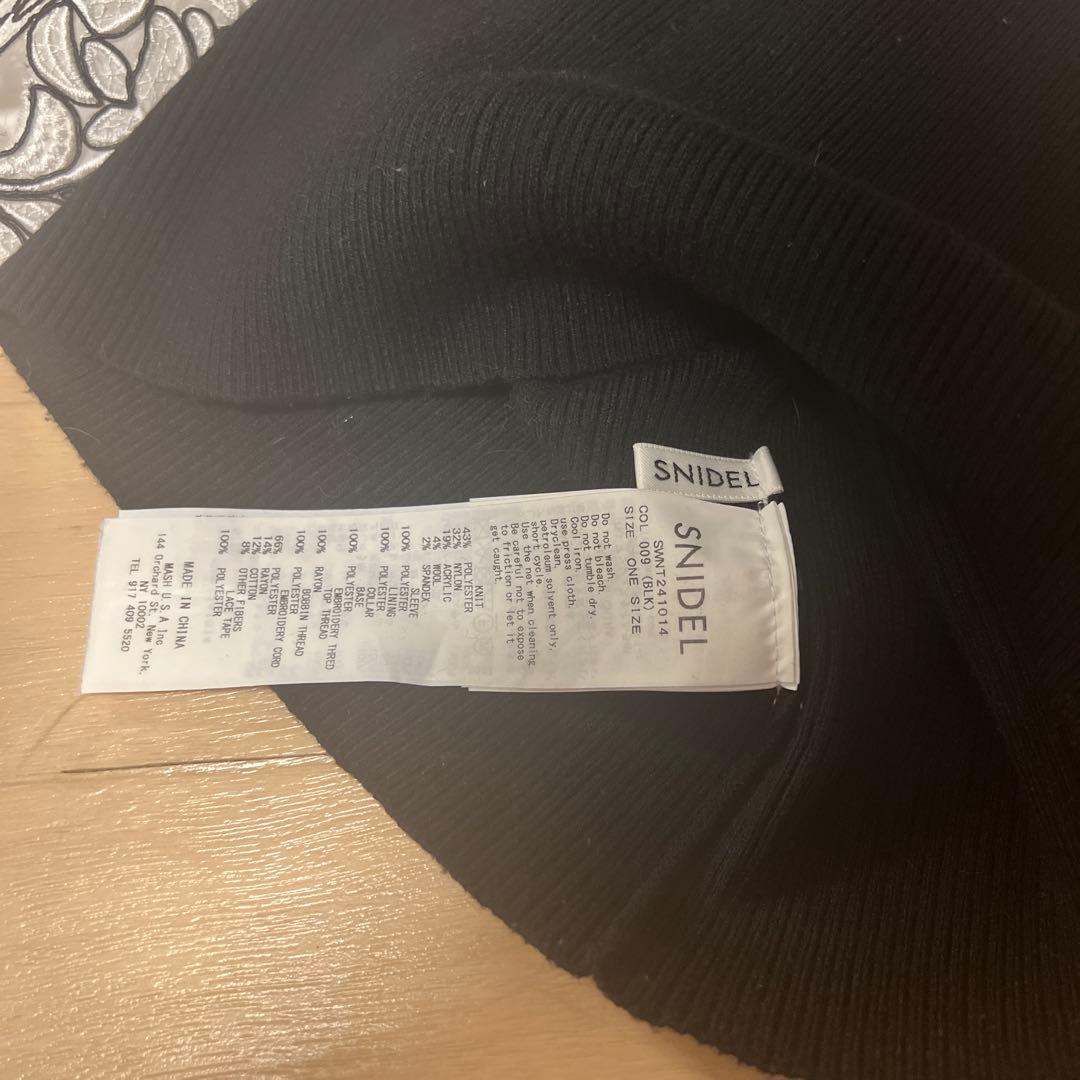 SNIDEL
SNIDEL
SWNT241014
COL 009 (BLK)
SIZE ONE SIZE
Do not wash.
Do not bleach.
Do not tumble dry.
Cool iron.
use press cloth.
Dryclean.
petroleum solvent only,
short cycle.
Use the net when cleaning.
Be careful not to expose
to friction or let it
get caught.
KNIT
43% POLYESTER
32% NYLON
19% ACRYLIC
4% WOOL
2% SPANDEX
SLEEVE
100% POLYESTER
LINING
100% POLYESTER
COLLAR
BASE
100% POLYESTER
EMBROIDERY THRED
TOP THREAD
100% RAYON
BOBBIN THREAD
100% POLYESTER
EMBROIDERY CORD
66% POLYESTER
14% RAYON
12% COTTON
8% OTHER FIBERS
LACE TAPE
100% POLYESTER
MADE IN CHINA
MASH U.S.A Inc
144 Orchard St. New York,
NY 10002
TEL 917 409 5520